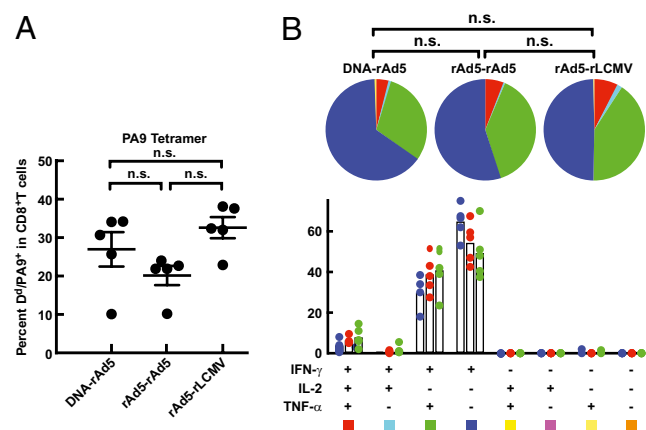 A
B
n.s.
n.s.
n.s.
DNA-rAd5
rAd5-rAd5
rAd5-rLCMV
PA9 Tetramer
n.s.
n.s.
n.s.
Percent Dᵈ/PA9⁺ in CD8⁺T cells
50
40
30
20
10
0
DNA-rAd5
rAd5-rAd5
rAd5-rLCMV
60
40
20
0
IFN-γ + + + + - - - -
IL-2 + + - - + + - -
TNF-α + - + - + - + -